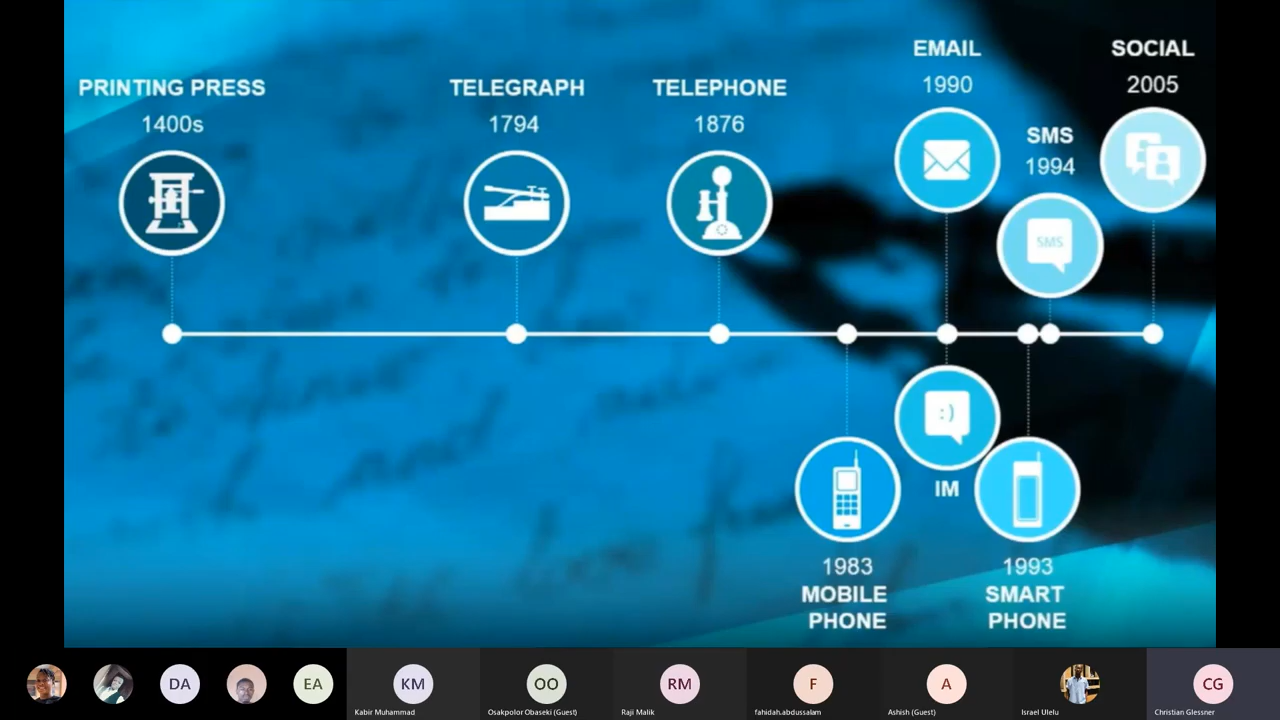 PRINTING PRESS
1400s
TELEGRAPH
1794
TELEPHONE
1876
EMAIL
1990
SMS
1994
SMS
SOCIAL
2005
:)
IM
1983
MOBILE
PHONE
1993
SMART
PHONE
DA
EA
KM
Kabir Muhammad
OO
Osakpolor Obaseki (Guest)
RM
Raji Malik
F
fahidah.abdussalam
A
Ashish (Guest)
Israel Ulelu
CG
Christian Glessner